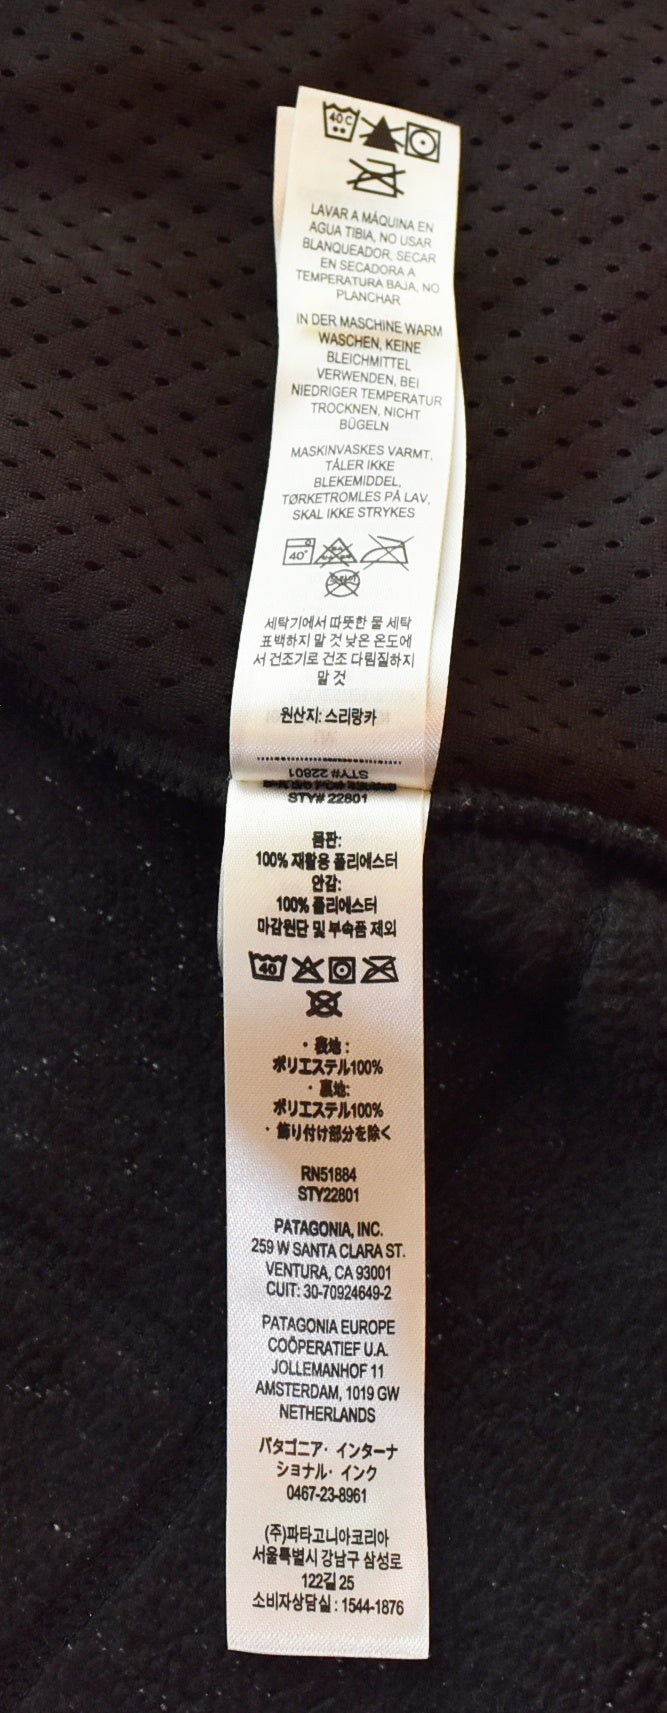 40 C
LAVAR A MÁQUINA EN
AGUA TIBIA, NO USAR
BLANQUEADOR, SECAR
EN SECADORA A
TEMPERATURA BAJA, NO
PLANCHAR
IN DER MASCHINE WARM
WASCHEN, KEINE
BLEICHMITTEL
VERWENDEN, BEI
NIEDRIGER TEMPERATUR
TROCKNEN, NICHT
BÜGELN
MASKINVASKES VARMT,
TÅLER IKKE
BLEKEMIDDEL,
TØRKETROMLES PÅ LAV,
SKAL IKKE STRYKES
40°
세탁기에서 따뜻한 물 세탁
표백하지 말 것 낮은 온도에
서 건조기로 건조 다림질하지
말 것
원산지: 스리랑카
STY# 22801
STY# 22801
몸판:
100% 재활용 폴리에스터
안감:
100% 폴리에스터
마감원단 및 부속품 제외
40
・表地:
ポリエステル100%
・裏地:
ポリエステル100%
・飾り付け部分を除く
RN51884
STY22801
PATAGONIA, INC.
259 W SANTA CLARA ST.
VENTURA, CA 93001
CUIT: 30-70924649-2
PATAGONIA EUROPE
COÖPERATIEF U.A.
JOLLEMANHOF 11
AMSTERDAM, 1019 GW
NETHERLANDS
パタゴニア・インターナ
ショナル・インク
0467-23-8961
(주)파타고니아코리아
서울특별시 강남구 삼성로
122길 25
소비자상담실 : 1544-1876